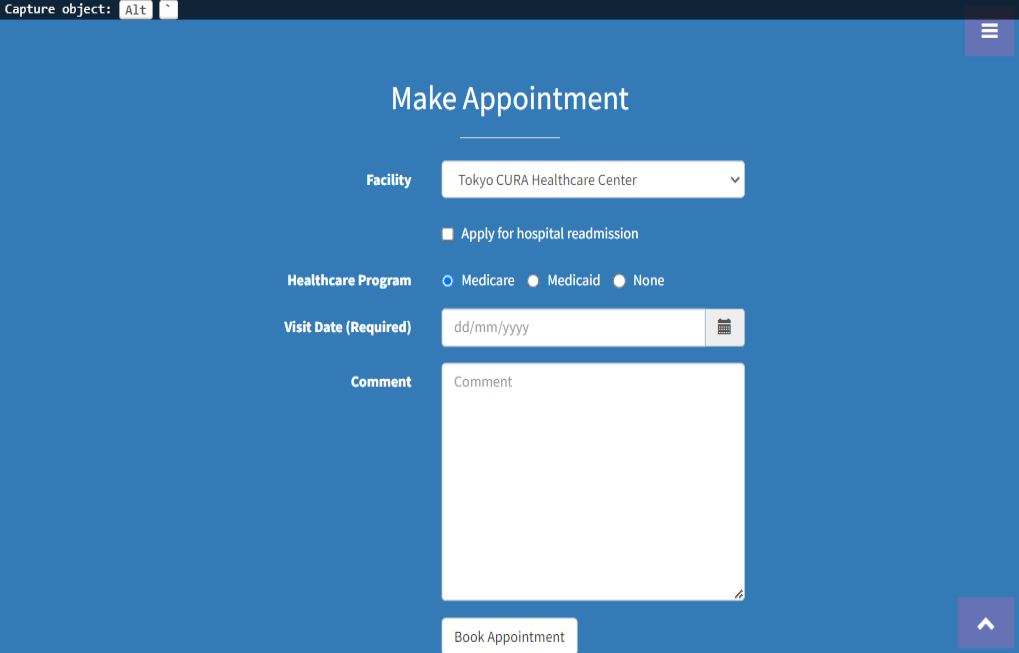 Capture object: Alt `
Make Appointment
Facility Tokyo CURA Healthcare Center
Apply for hospital readmission
Healthcare Program Medicare Medicaid None
Visit Date (Required) dd/mm/yyyy
Comment Comment
Book Appointment